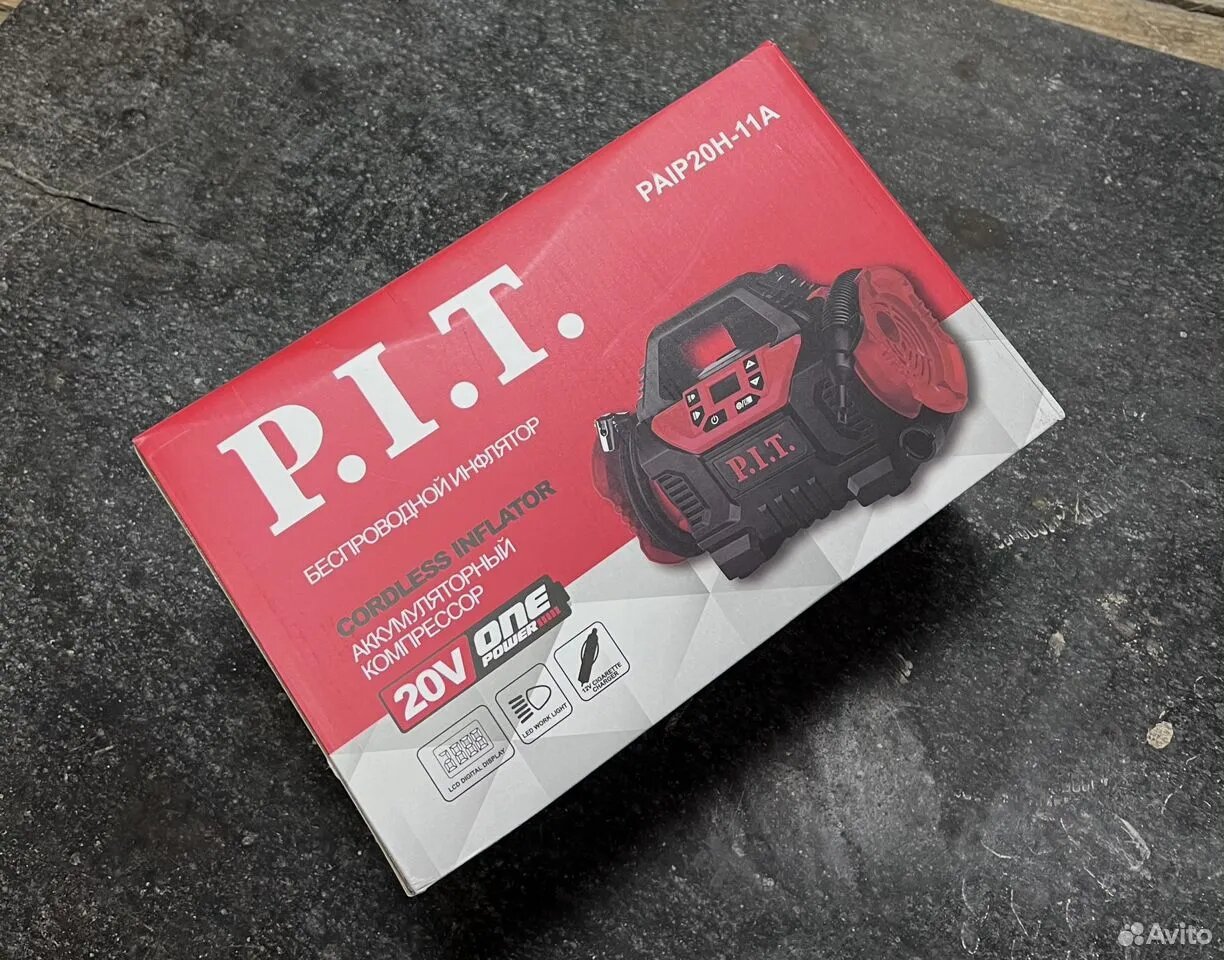 PAIP20H-11A
P.I.T.
БЕСПРОВОДНОЙ ИНФЛЯТОР
CORDLESS INFLATOR
АККУМУЛЯТОРНЫЙ
КОМПРЕССОР
20V
ONE
POWER
LCD DIGITAL DISPLAY
LED WORK LIGHT
12V CIGARETTE
CHARGER
P.I.T.
Avito